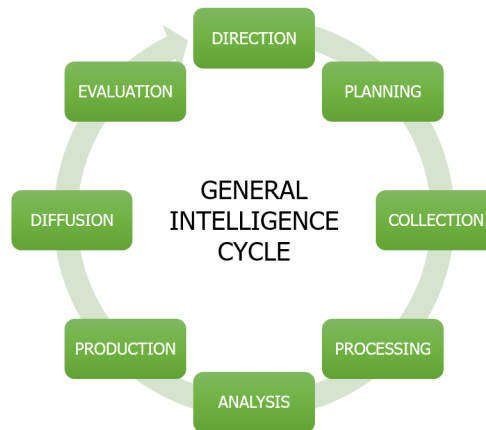 DIRECTION
PLANNING
COLLECTION
PROCESSING
ANALYSIS
PRODUCTION
DIFFUSION
EVALUATION
GENERAL
INTELLIGENCE
CYCLE